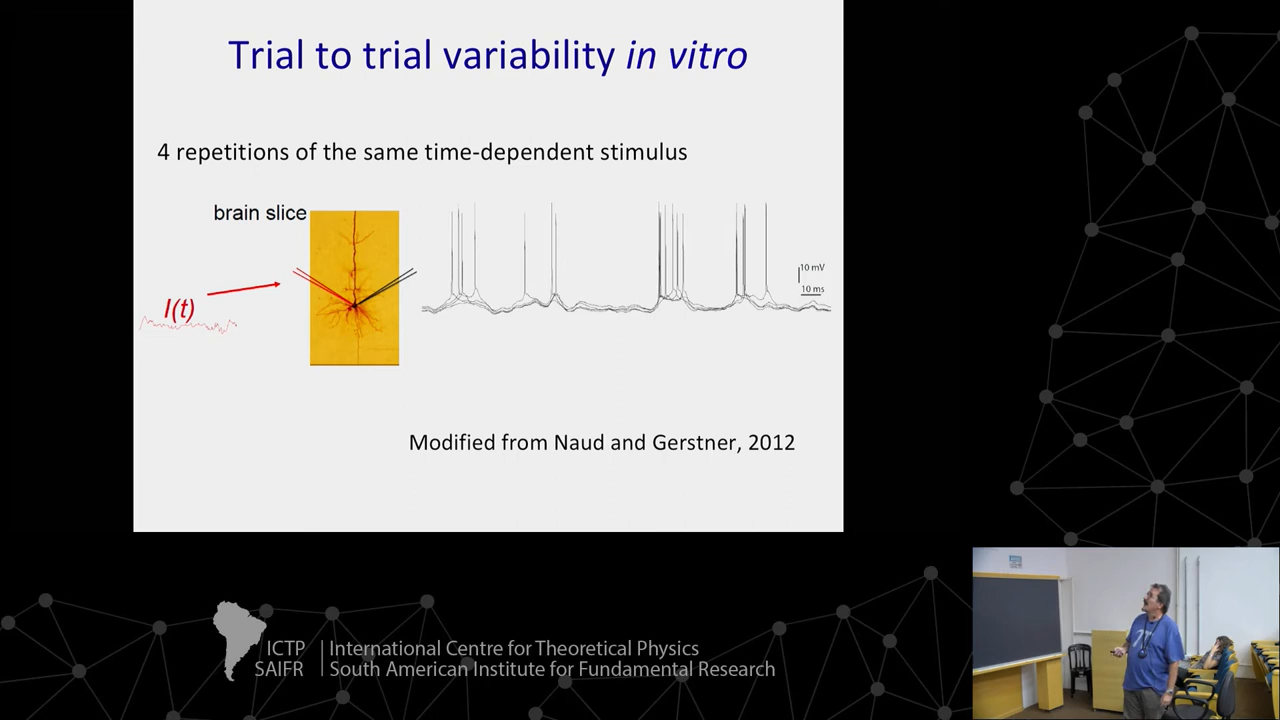 Trial to trial variability in vitro
4 repetitions of the same time-dependent stimulus
brain slice
I(t)
10 mV
10 ms
Modified from Naud and Gerstner, 2012
ICTP
SAIFR
International Centre for Theoretical Physics
South American Institute for Fundamental Research